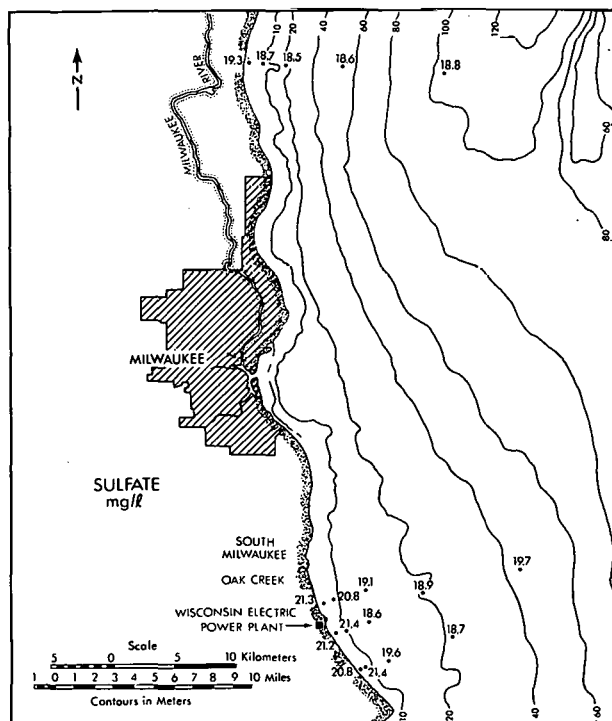 N
MILWAUKEE
RIVER
10
20
40
60
80
100
120
60
80
19.3
18.7
18.5
18.6
18.8
MILWAUKEE
SULFATE
mg/ℓ
SOUTH
MILWAUKEE
OAK CREEK
WISCONSIN ELECTRIC
POWER PLANT
21.3
20.8
19.1
18.9
19.7
18.6
21.4
21.2
18.7
19.6
20.8
21.4
Scale
5 0 5 10 Kilometers
1 0 1 2 3 4 5 6 7 8 9 10 Miles
Contours in Meters
10
20
40
60